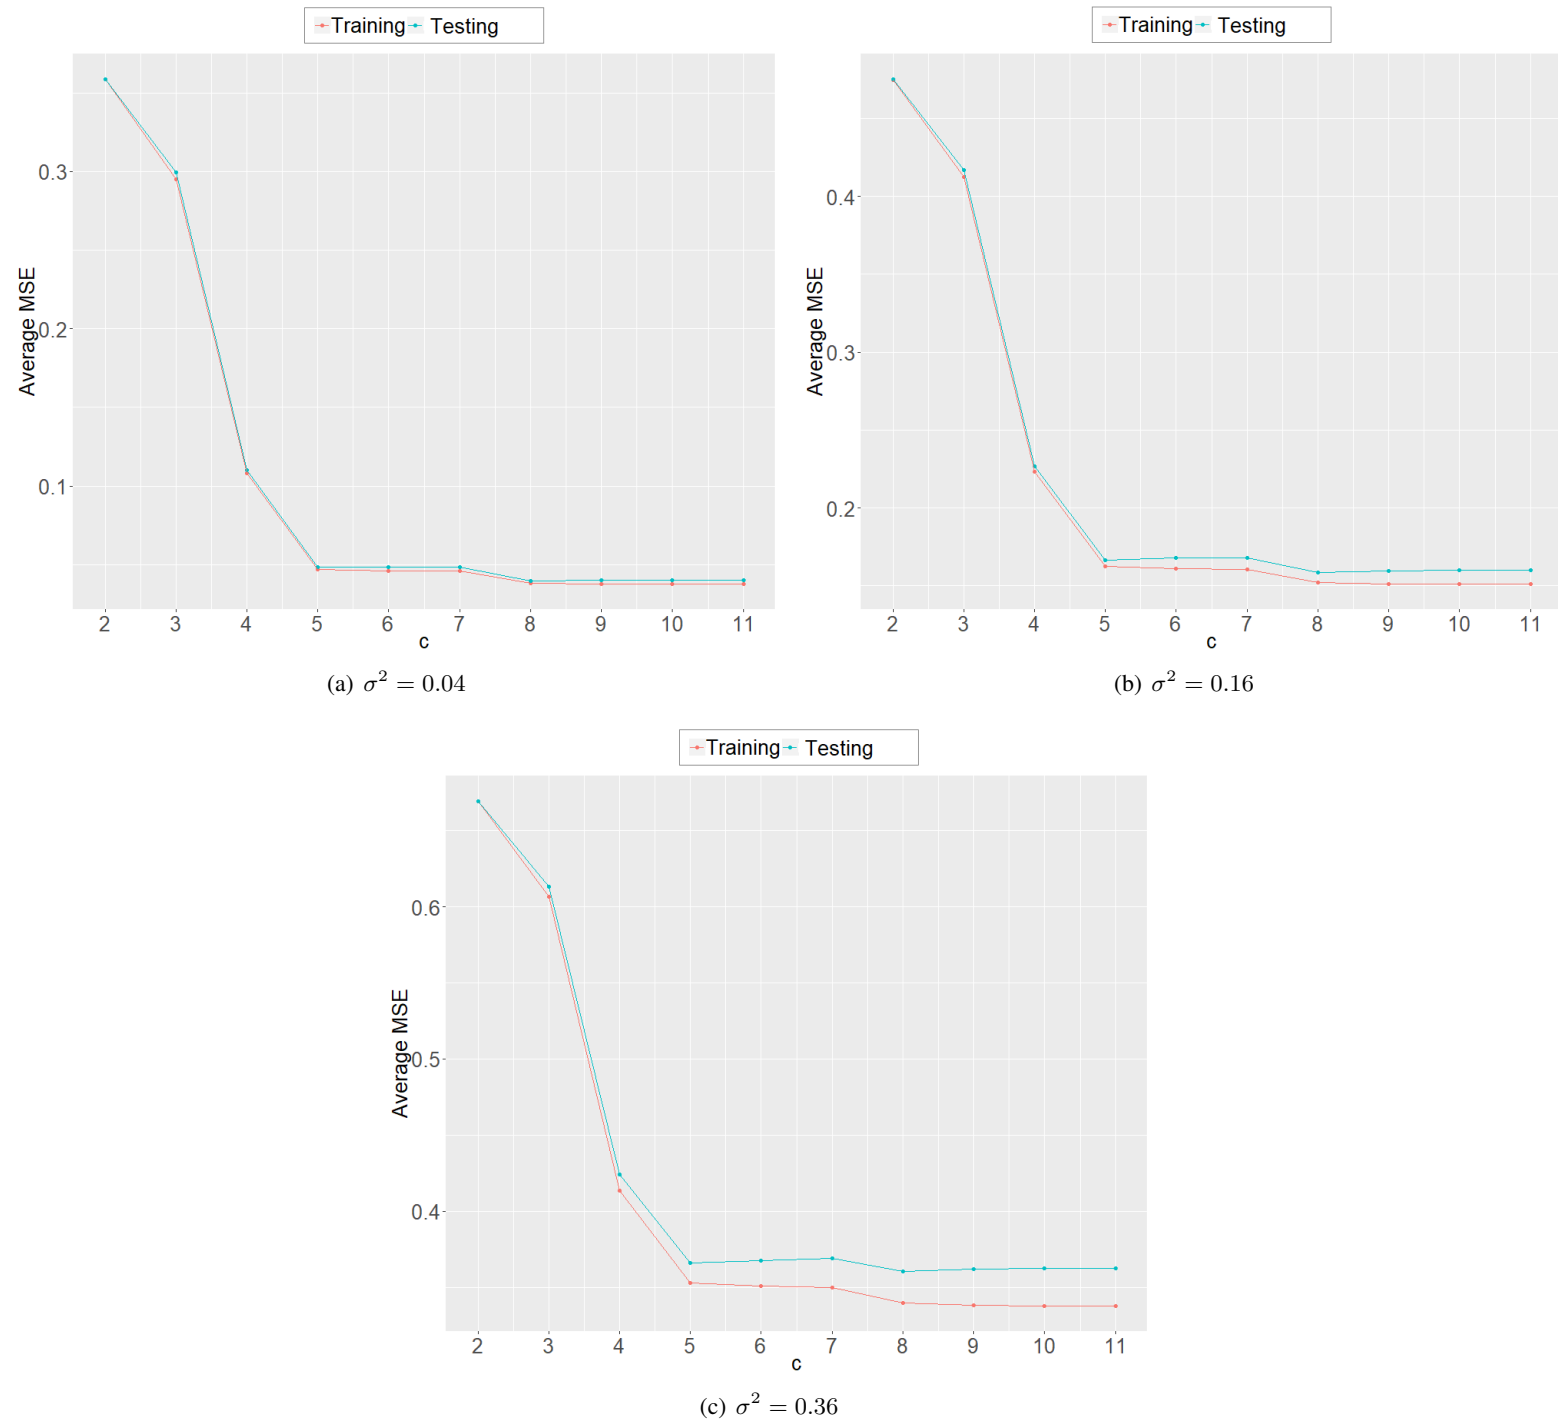 Training Testing
Average MSE
0.3
0.2
0.1
2 3 4 5 6 7 8 9 10 11
c
(a) σ² = 0.04
Training Testing
Average MSE
0.4
0.3
0.2
2 3 4 5 6 7 8 9 10 11
c
(b) σ² = 0.16
Training Testing
Average MSE
0.6
0.5
0.4
2 3 4 5 6 7 8 9 10 11
c
(c) σ² = 0.36